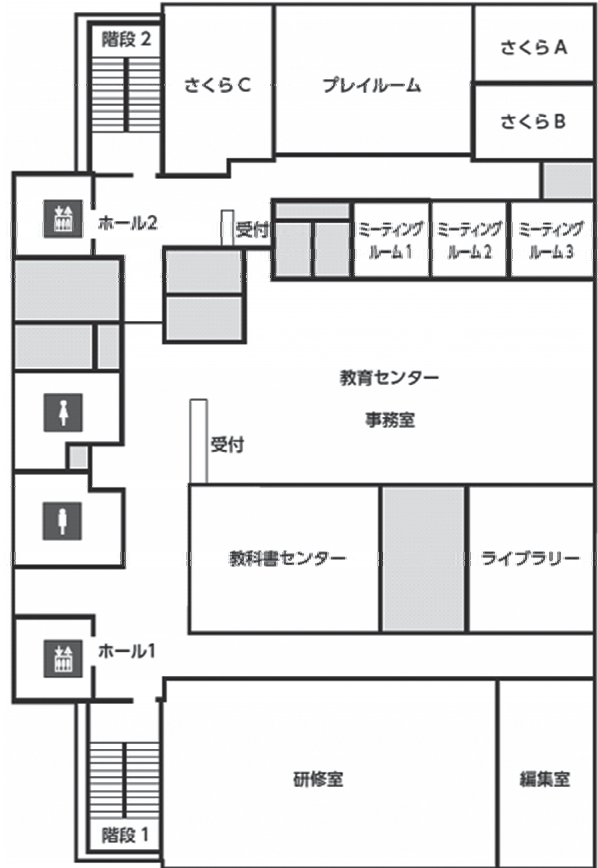 階段 2
さくら C
プレイルーム
さくら A
さくら B
ホール2
受付
ミーティング
ルーム 1
ミーティング
ルーム 2
ミーティング
ルーム 3
教育センター
事務室
受付
教科書センター
ライブラリー
ホール1
研修室
編集室
階段 1